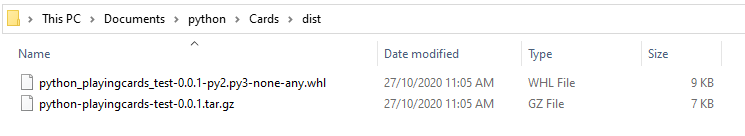 This PC > Documents > python > Cards > dist
Name Date modified Type Size
python_playingcards_test-0.0.1-py2.py3-none-any.whl 27/10/2020 11:05 AM WHL File 9 KB
python-playingcards-test-0.0.1.tar.gz 27/10/2020 11:05 AM GZ File 7 KB